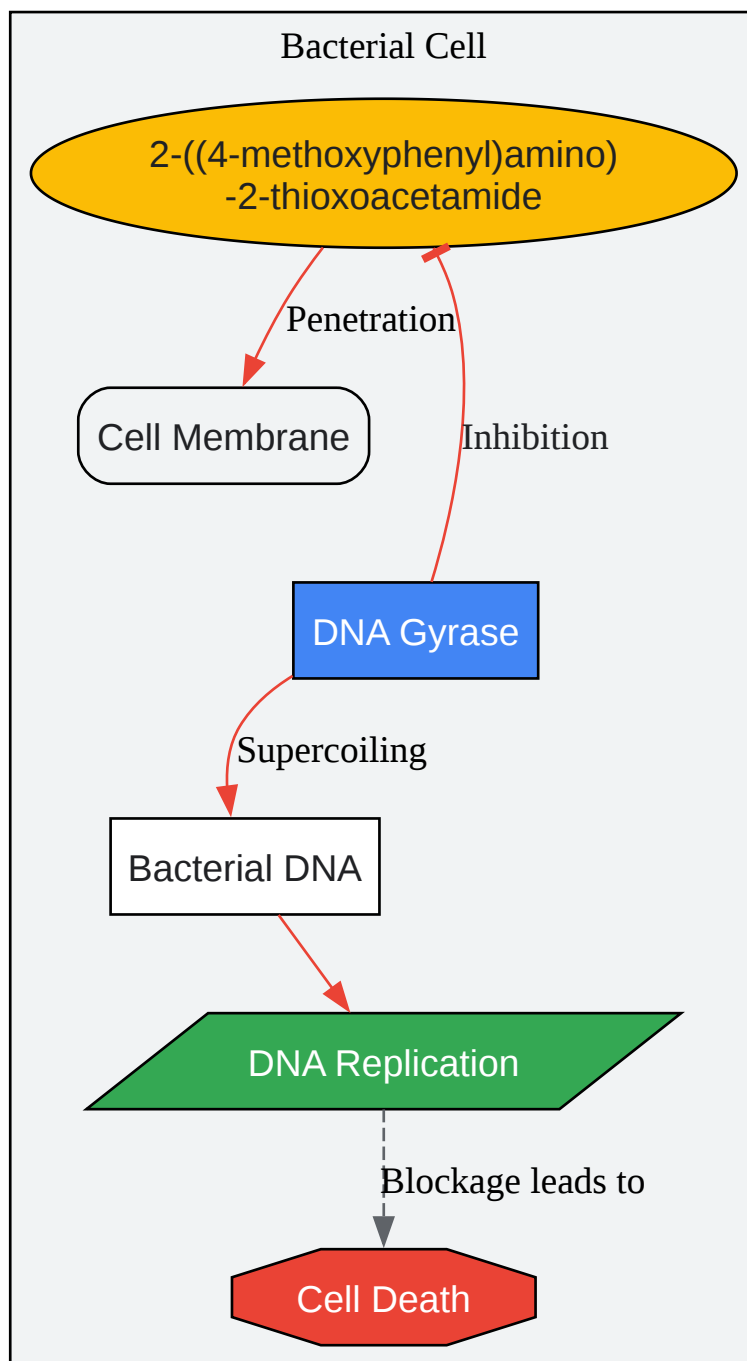 Bacterial Cell
2-((4-methoxyphenyl)amino)
-2-thioxoacetamide
Penetration
Cell Membrane
Inhibition
DNA Gyrase
Supercoiling
Bacterial DNA
DNA Replication
Blockage leads to
Cell Death